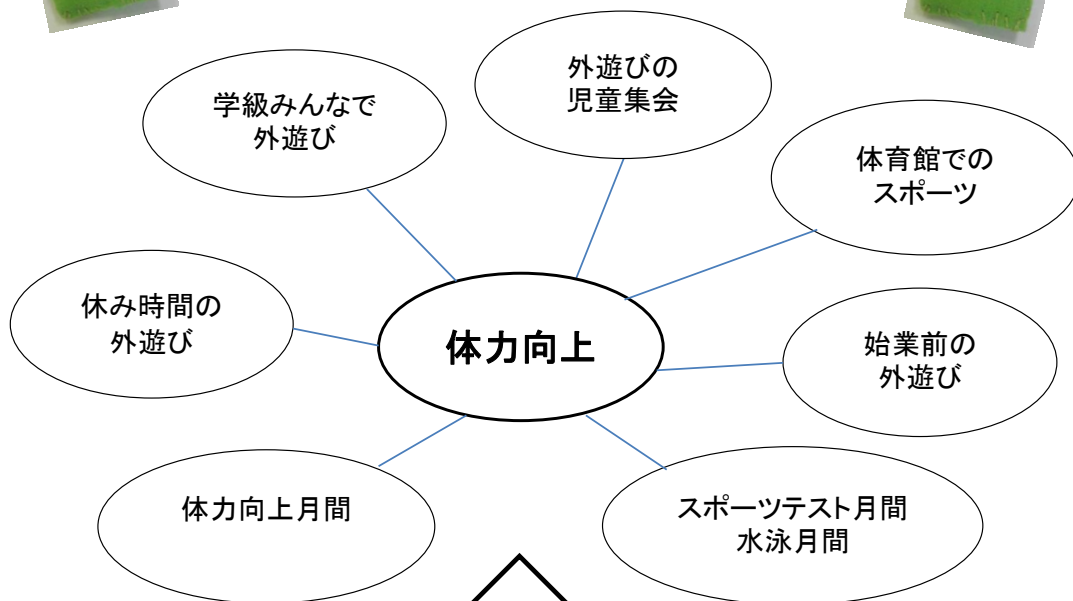 外遊びの
児童集会
学級みんなで
外遊び
体育館での
スポーツ
休み時間の
外遊び
体力向上
始業前の
外遊び
体力向上月間
スポーツテスト月間
水泳月間